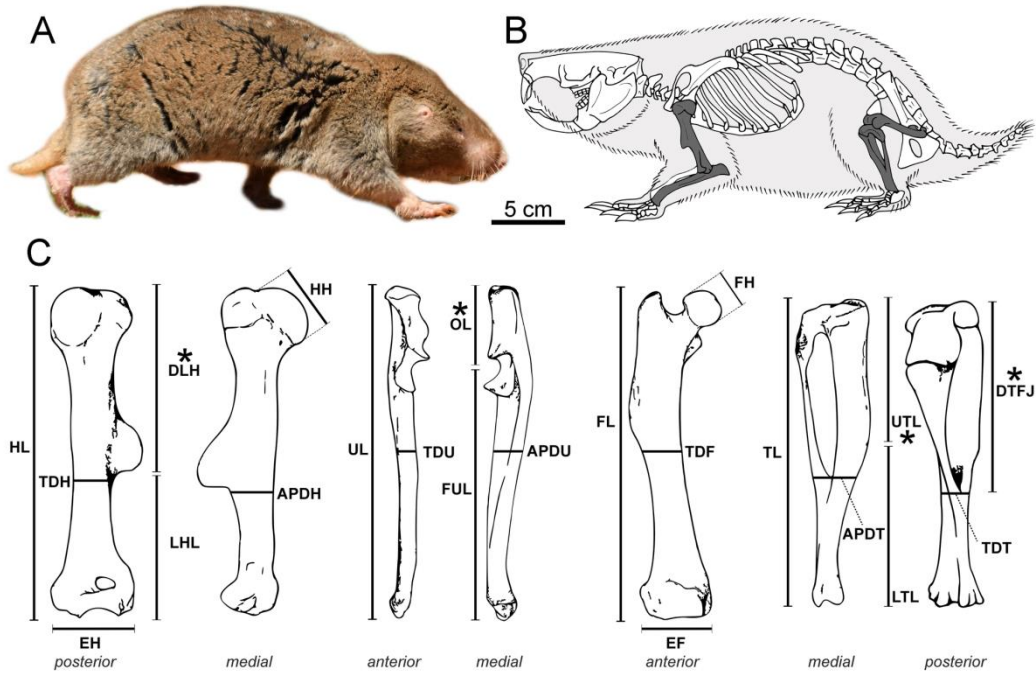 A
B
5 cm
C
HH
FH
*
OL
*
DLH
*
DTFJ
HL
UL
FL
TL
UTL
*
TDH
APDH
TDU
APDU
TDF
FUL
APDT
TDT
LHL
LTL
EH
EF
posterior
medial
anterior
medial
anterior
medial
posterior